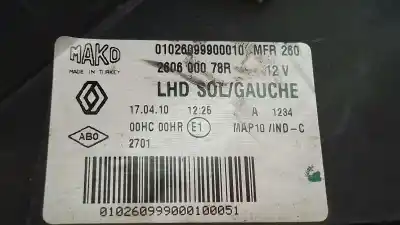 MAKO
MADE IN TURKEY
01026099900010 MFR 260
2606 000 78R 12 V
LHD SOL/GAUCHE
17.04.10 12:25 A 1234
00HC 00HR E1 MAP10 /IND-C
ABO 2701
010260999000100051